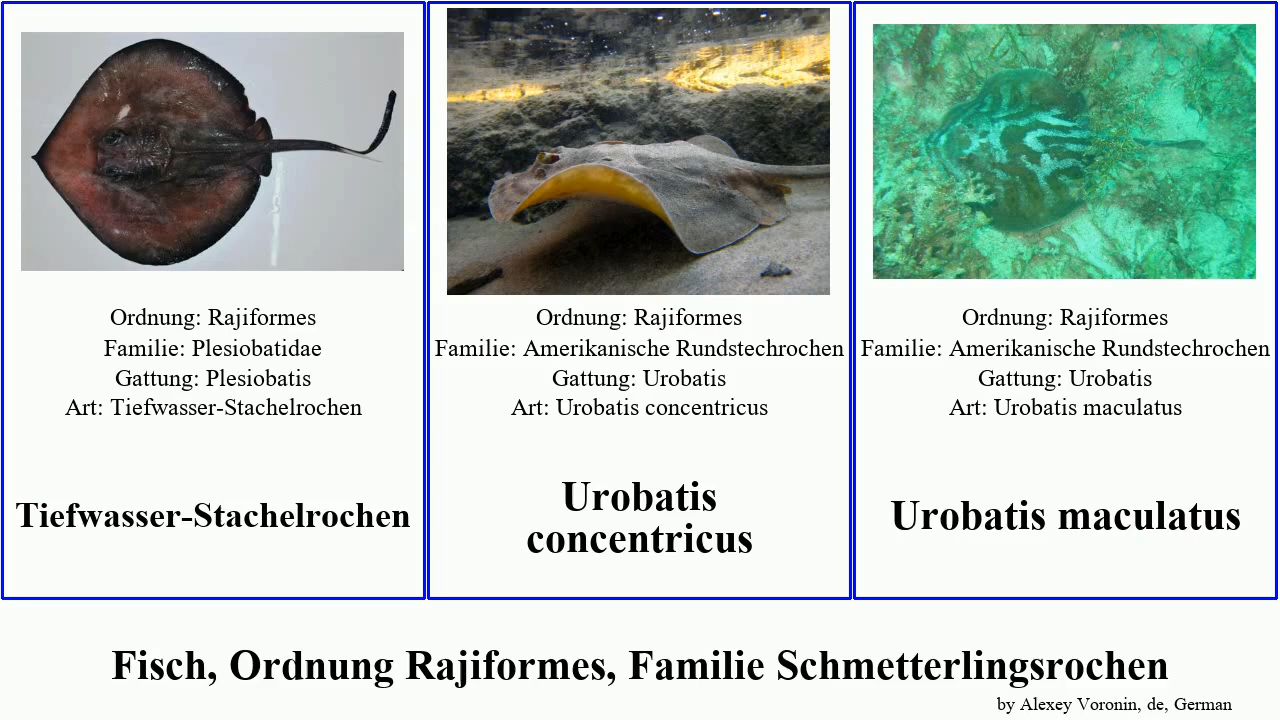 Ordnung: Rajiformes
Familie: Plesiobatidae
Gattung: Plesiobatis
Art: Tiefwasser-Stachelrochen
Tiefwasser-Stachelrochen
Ordnung: Rajiformes
Familie: Amerikanische Rundstechrochen
Gattung: Urobatis
Art: Urobatis concentricus
Urobatis
concentricus
Ordnung: Rajiformes
Familie: Amerikanische Rundstechrochen
Gattung: Urobatis
Art: Urobatis maculatus
Urobatis maculatus
Fisch, Ordnung Rajiformes, Familie Schmetterlingsrochen
by Alexey Voronin, de, German